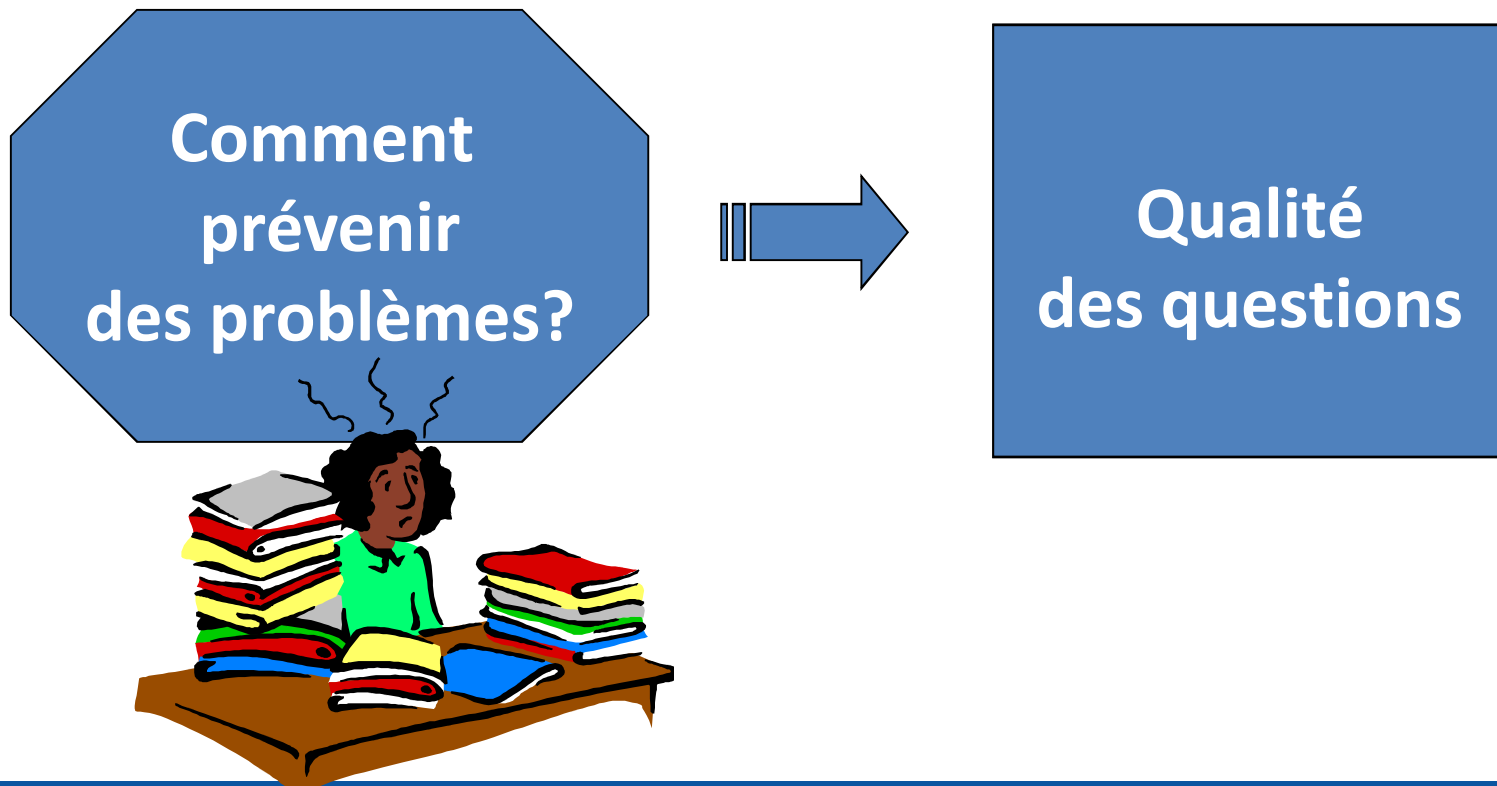 Comment
prévenir
des problèmes?
Qualité
des questions